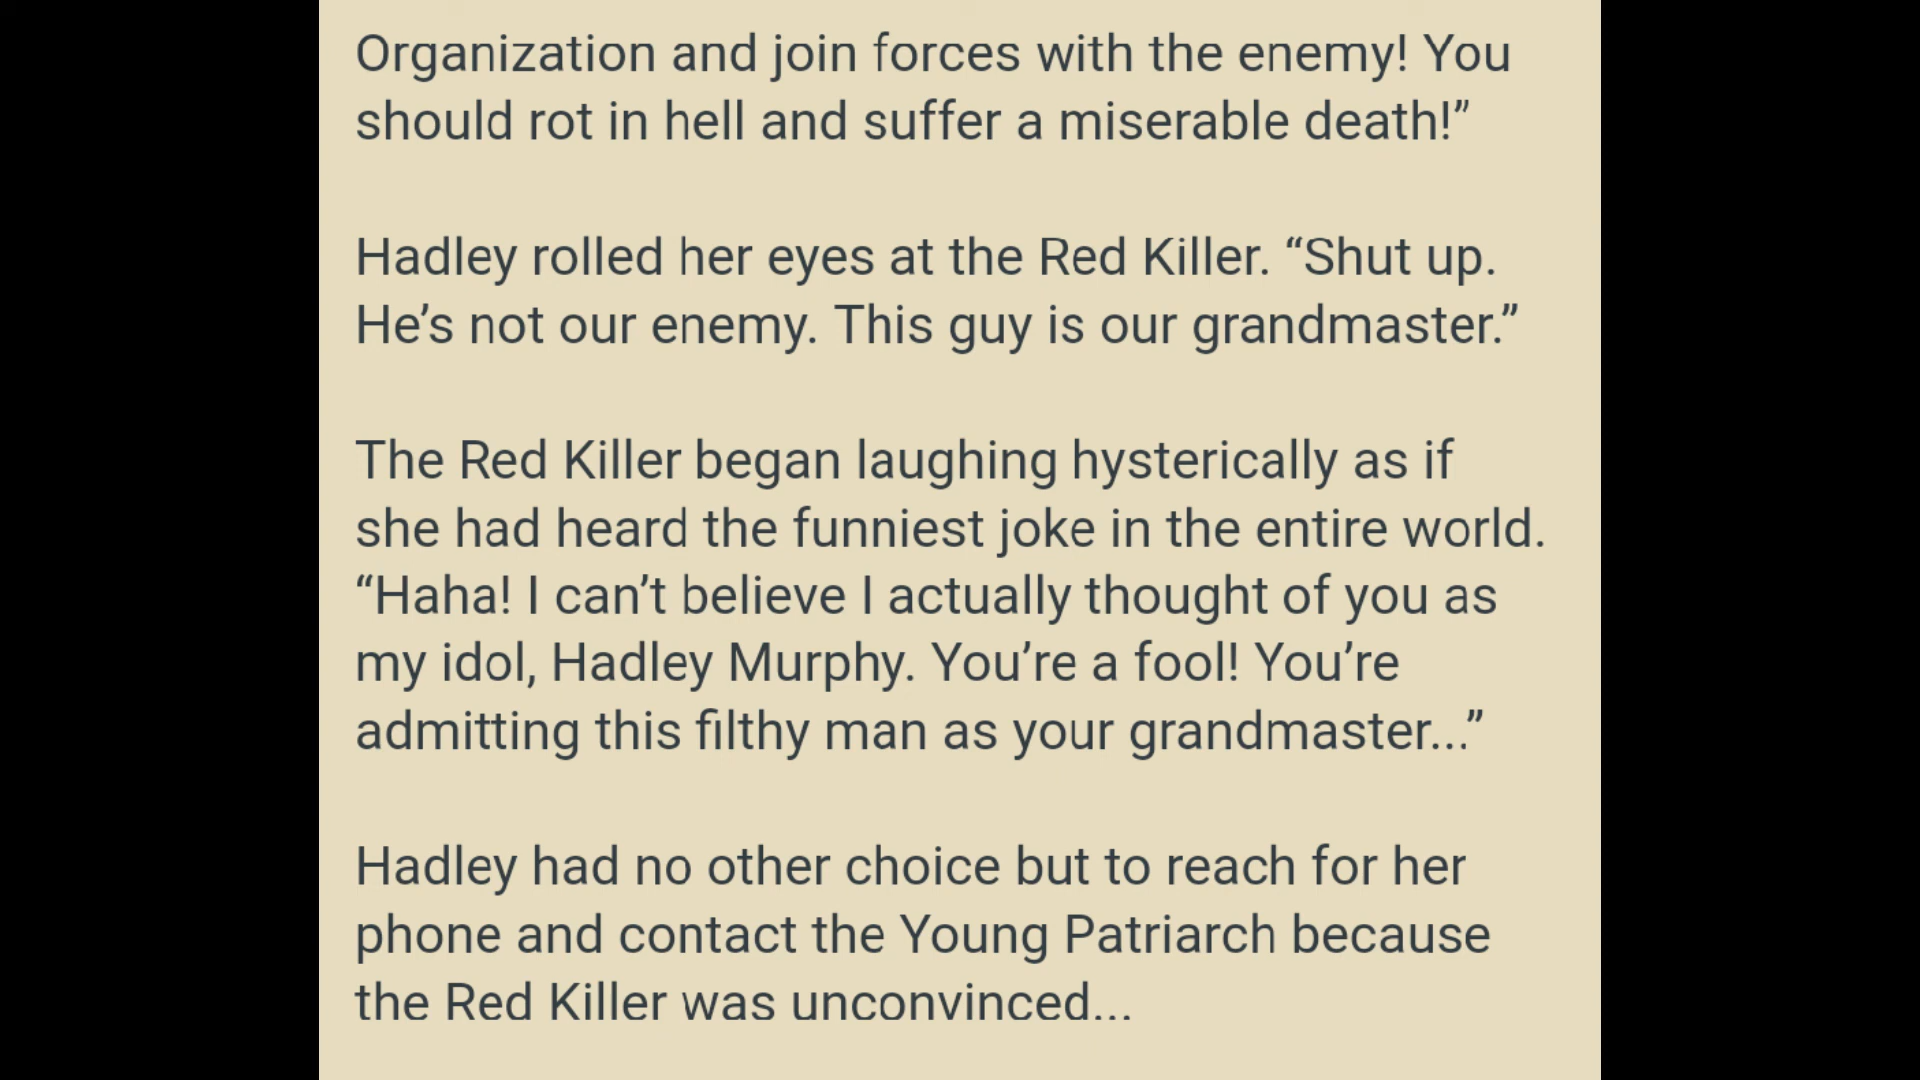 Organization and join forces with the enemy! You
should rot in hell and suffer a miserable death!”
Hadley rolled her eyes at the Red Killer. “Shut up.
He’s not our enemy. This guy is our grandmaster.”
The Red Killer began laughing hysterically as if
she had heard the funniest joke in the entire world.
“Haha! I can’t believe I actually thought of you as
my idol, Hadley Murphy. You’re a fool! You’re
admitting this filthy man as your grandmaster...”
Hadley had no other choice but to reach for her
phone and contact the Young Patriarch because
the Red Killer was unconvinced...